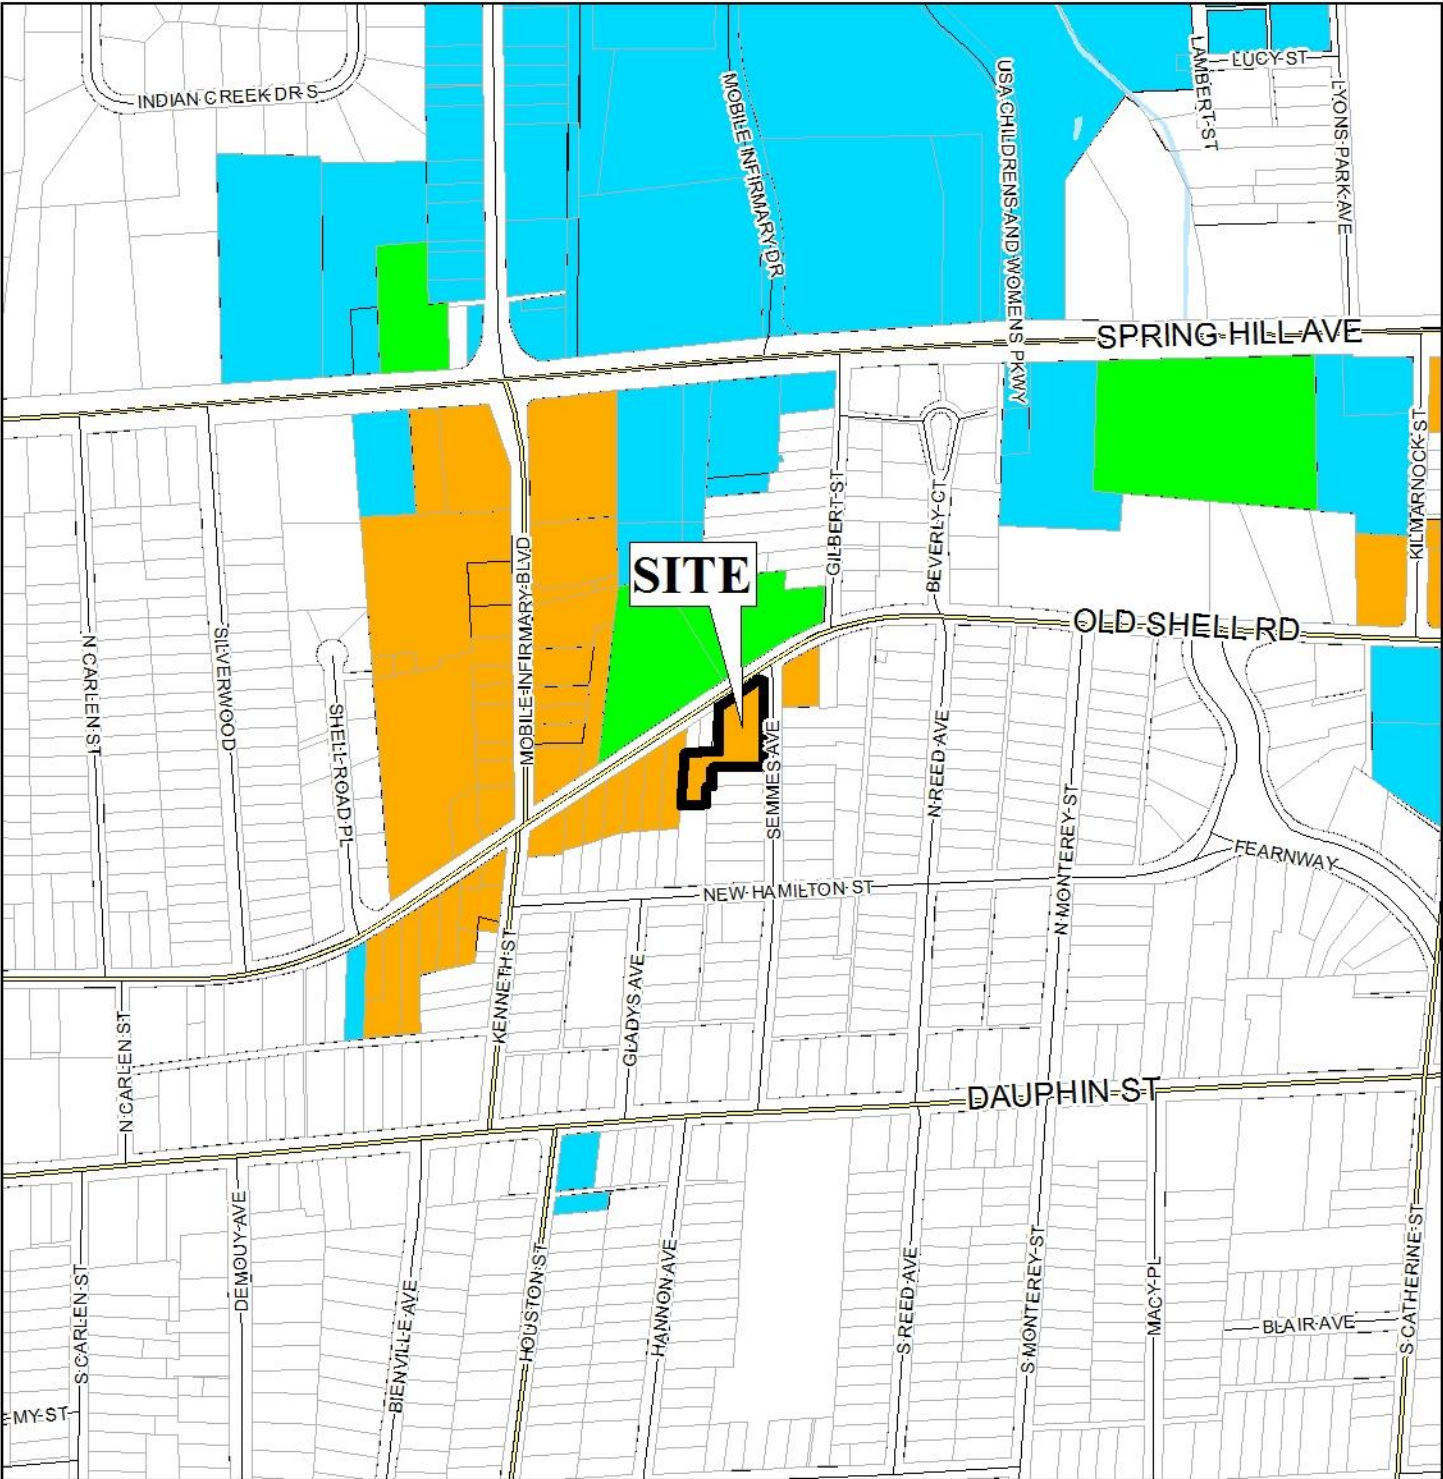 LUCY ST
INDIAN CREEK DR S
LAMBERT ST
MOBILE INFIRMARY DR
USA CHILDRENS AND WOMENS PKWY
LYONS PARK AVE
SPRING HILL AVE
KILMARNOCK ST
GILBERT ST
BEVERLY CT
SITE
MOBILE INFIRMARY BLVD
OLD SHELL RD
N CARLEN ST
SILVERWOOD
SHELL ROAD PL
SEMMES AVE
N REED AVE
N MONTEREY ST
FEARNWAY
NEW HAMILTON ST
KENNETH ST
GLADYS AVE
N CARLEN ST
DAUPHIN ST
S CARLEN ST
DEMOUY AVE
BIENVILLE AVE
HOUSTON ST
HANNON AVE
S REED AVE
S MONTEREY ST
MACY PL
BLAIR AVE
S CATHERINE ST
MY ST